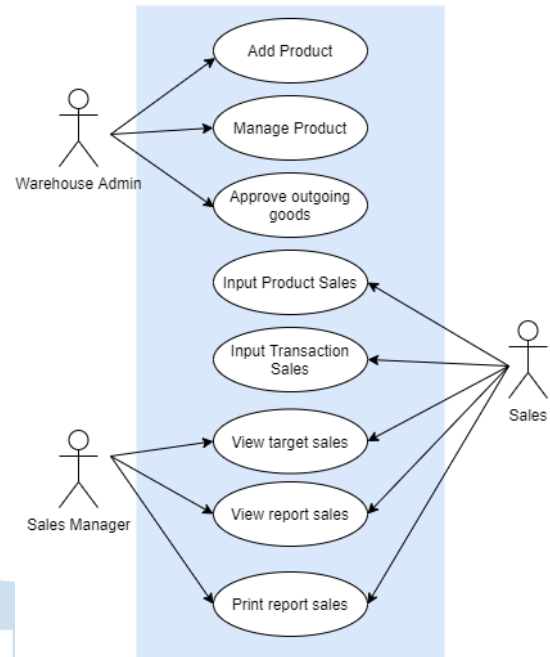 Add Product
Manage Product
Warehouse Admin
Approve outgoing
goods
Input Product Sales
Input Transaction
Sales
Sales
View target sales
View report sales
Sales Manager
Print report sales